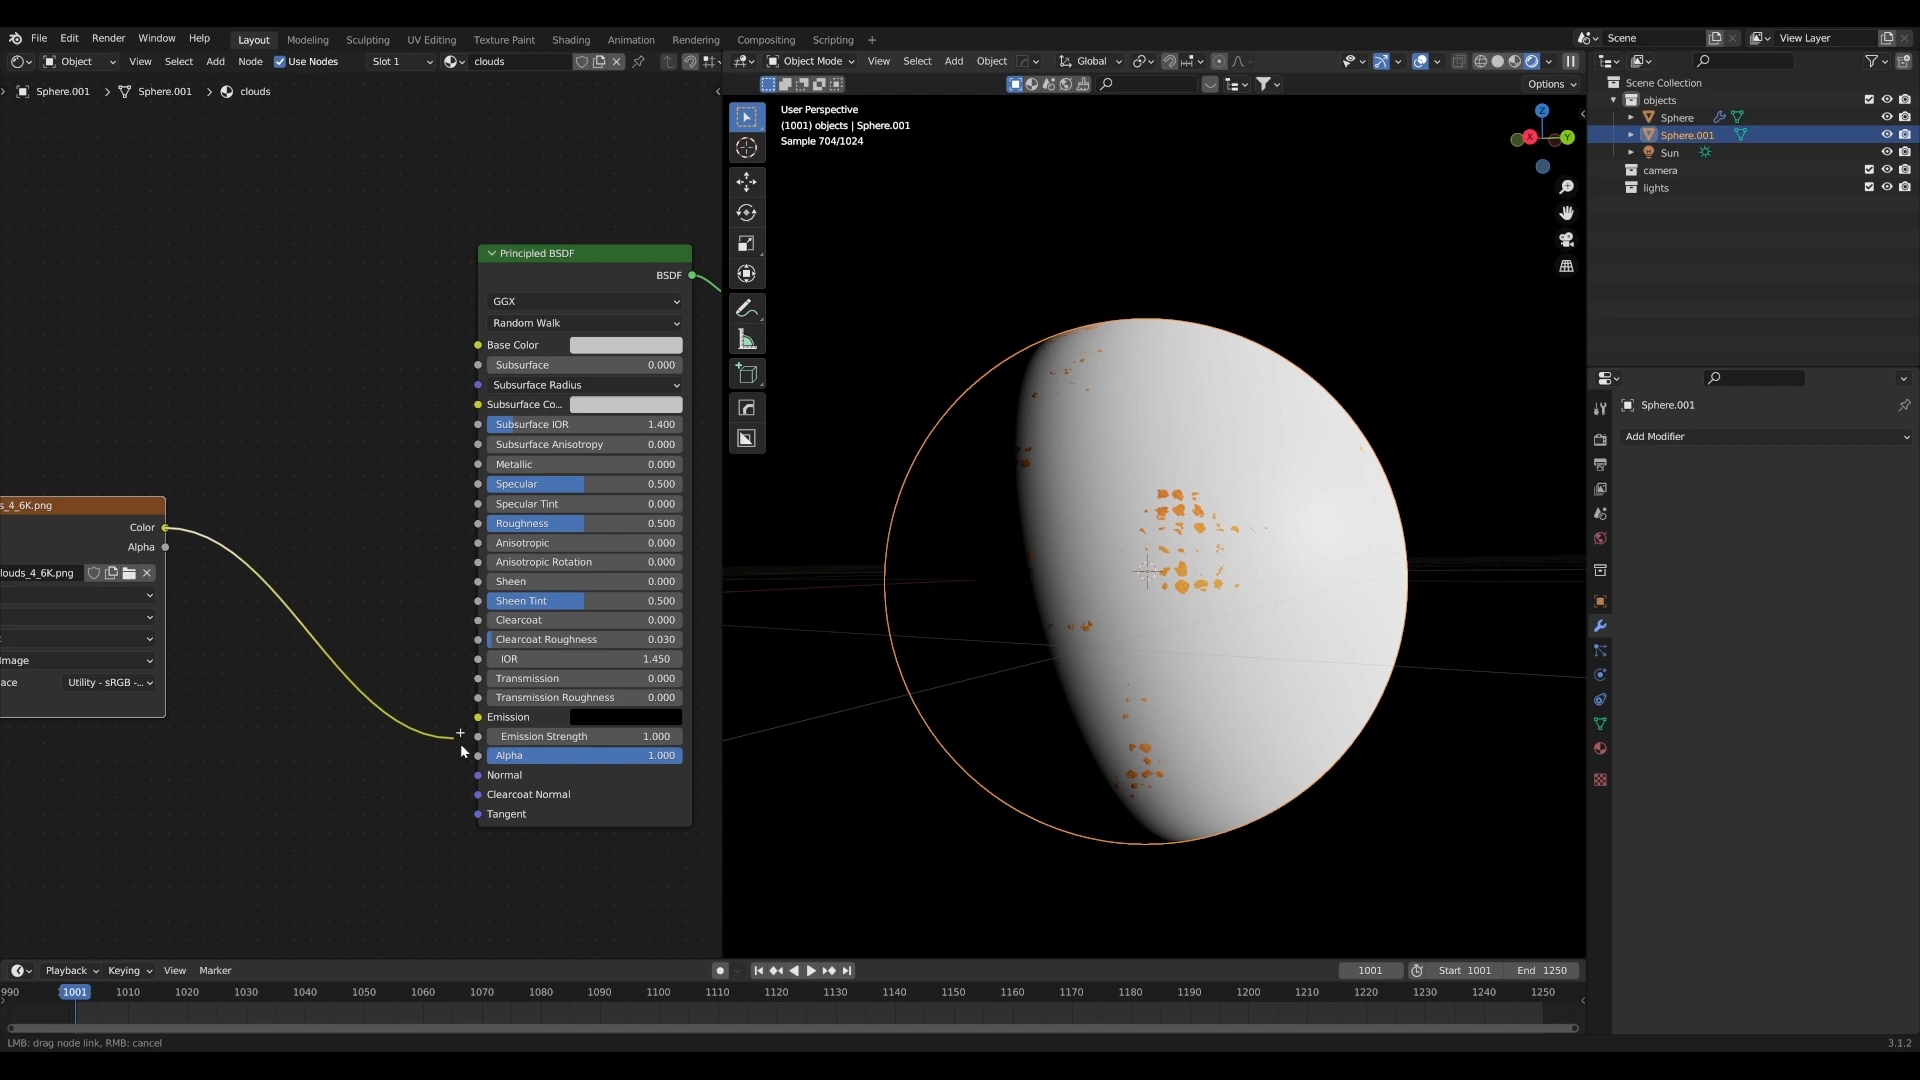 File Edit Render Window Help Layout Modeling Sculpting UV Editing Texture Paint Shading Animation Rendering Compositing Scripting + Scene View Layer
Object View Select Add Node Use Nodes Slot 1 clouds Object Mode View Select Add Object Global
Options
Sphere.001 > Sphere.001 > clouds
User Perspective
(1001) objects | Sphere.001
Sample 704/1024
X Y Z
Scene Collection
objects
Sphere
Sphere.001
Sun
camera
lights
Sphere.001
Add Modifier
Principled BSDF
BSDF
GGX
Random Walk
Base Color
Subsurface 0.000
Subsurface Radius
Subsurface Co...
Subsurface IOR 1.400
Subsurface Anisotropy 0.000
Metallic 0.000
Specular 0.500
Specular Tint 0.000
Roughness 0.500
Anisotropic 0.000
Anisotropic Rotation 0.000
Sheen 0.000
Sheen Tint 0.500
Clearcoat 0.000
Clearcoat Roughness 0.030
IOR 1.450
Transmission 0.000
Transmission Roughness 0.000
Emission
Emission Strength 1.000
Alpha 1.000
Normal
Clearcoat Normal
Tangent
s_4_6K.png
Color
Alpha
louds_4_6K.png
mage
ace Utility - sRGB -...
Playback Keying View Marker 1001 Start 1001 End 1250
990 1001 1010 1020 1030 1040 1050 1060 1070 1080 1090 1100 1110 1120 1130 1140 1150 1160 1170 1180 1190 1200 1210 1220 1230 1240 1250
LMB: drag node link, RMB: cancel 3.1.2